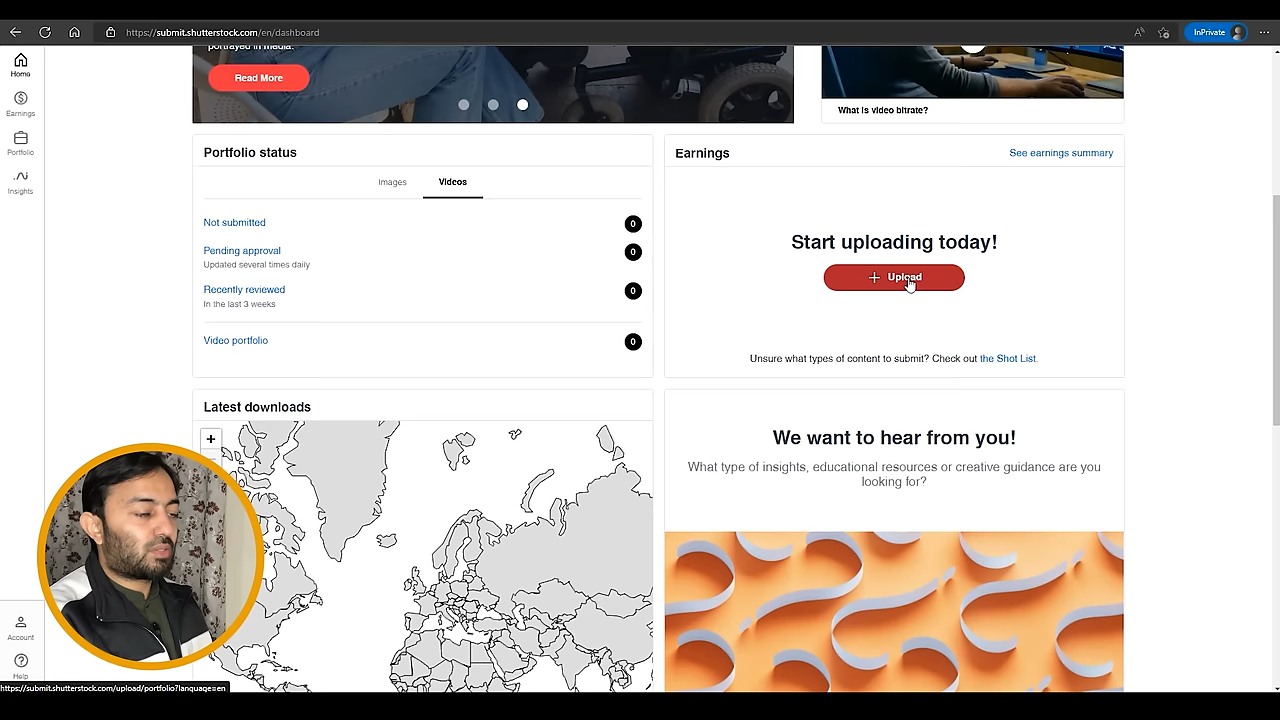 https://submit.shutterstock.com/en/dashboard
InPrivate
Home
Earnings
Portfolio
Insights
portrayed in media.
Read More
What is video bitrate?
Portfolio status
Images
Videos
Not submitted
0
Pending approval
0
Updated several times daily
Recently reviewed
0
In the last 3 weeks
Video portfolio
0
Earnings
See earnings summary
Start uploading today!
+ Upload
Unsure what types of content to submit? Check out the Shot List.
Latest downloads
+
We want to hear from you!
What type of insights, educational resources or creative guidance are you
looking for?
Account
Help
https://submit.shutterstock.com/upload/portfolio?language=en